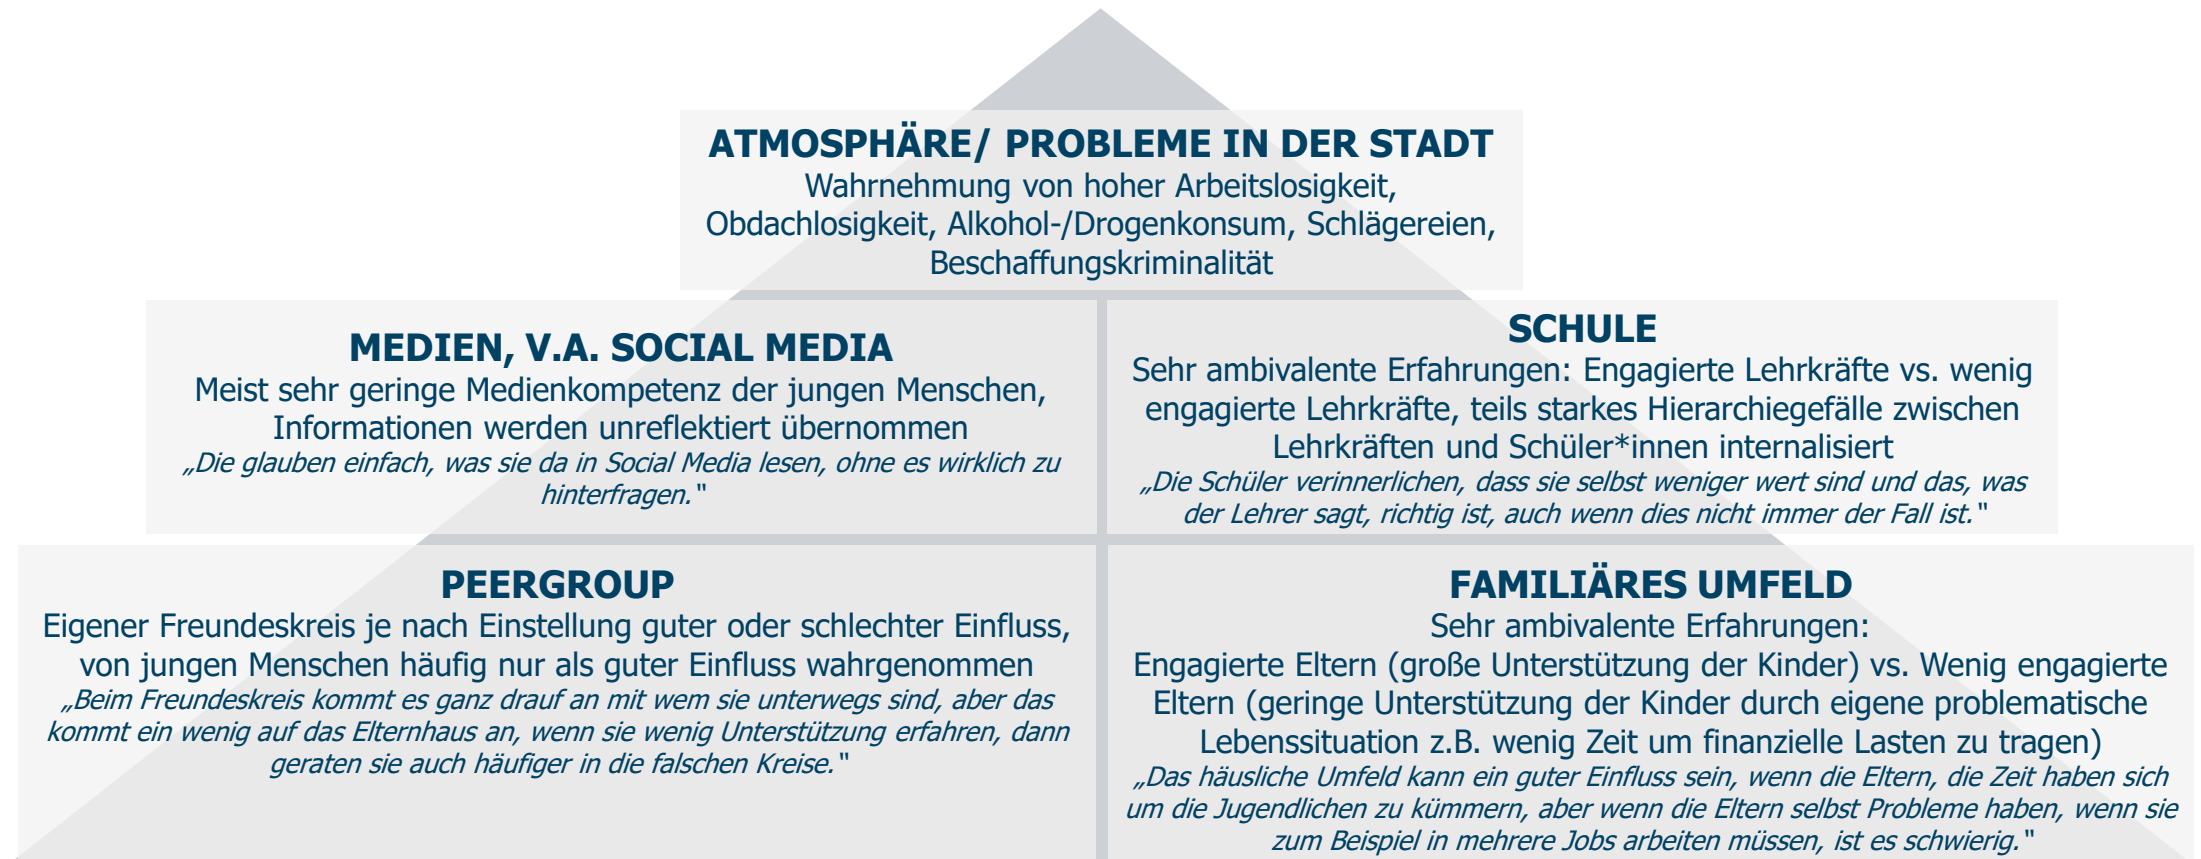 ATMOSPHÄRE/ PROBLEME IN DER STADT
Wahrnehmung von hoher Arbeitslosigkeit,
Obdachlosigkeit, Alkohol-/Drogenkonsum, Schlägereien,
Beschaffungskriminalität
MEDIEN, V.A. SOCIAL MEDIA
Meist sehr geringe Medienkompetenz der jungen Menschen,
Informationen werden unreflektiert übernommen
„Die glauben einfach, was sie da in Social Media lesen, ohne es wirklich zu
hinterfragen."
SCHULE
Sehr ambivalente Erfahrungen: Engagierte Lehrkräfte vs. wenig
engagierte Lehrkräfte, teils starkes Hierarchiegefälle zwischen
Lehrkräften und Schüler*innen internalisiert
„Die Schüler verinnerlichen, dass sie selbst weniger wert sind und das, was
der Lehrer sagt, richtig ist, auch wenn dies nicht immer der Fall ist."
PEERGROUP
Eigener Freundeskreis je nach Einstellung guter oder schlechter Einfluss,
von jungen Menschen häufig nur als guter Einfluss wahrgenommen
„Beim Freundeskreis kommt es ganz drauf an mit wem sie unterwegs sind, aber das
kommt ein wenig auf das Elternhaus an, wenn sie wenig Unterstützung erfahren, dann
geraten sie auch häufiger in die falschen Kreise."
FAMILIÄRES UMFELD
Sehr ambivalente Erfahrungen:
Engagierte Eltern (große Unterstützung der Kinder) vs. Wenig engagierte
Eltern (geringe Unterstützung der Kinder durch eigene problematische
Lebenssituation z.B. wenig Zeit um finanzielle Lasten zu tragen)
„Das häusliche Umfeld kann ein guter Einfluss sein, wenn die Eltern, die Zeit haben sich
um die Jugendlichen zu kümmern, aber wenn die Eltern selbst Probleme haben, wenn sie
zum Beispiel in mehrere Jobs arbeiten müssen, ist es schwierig."